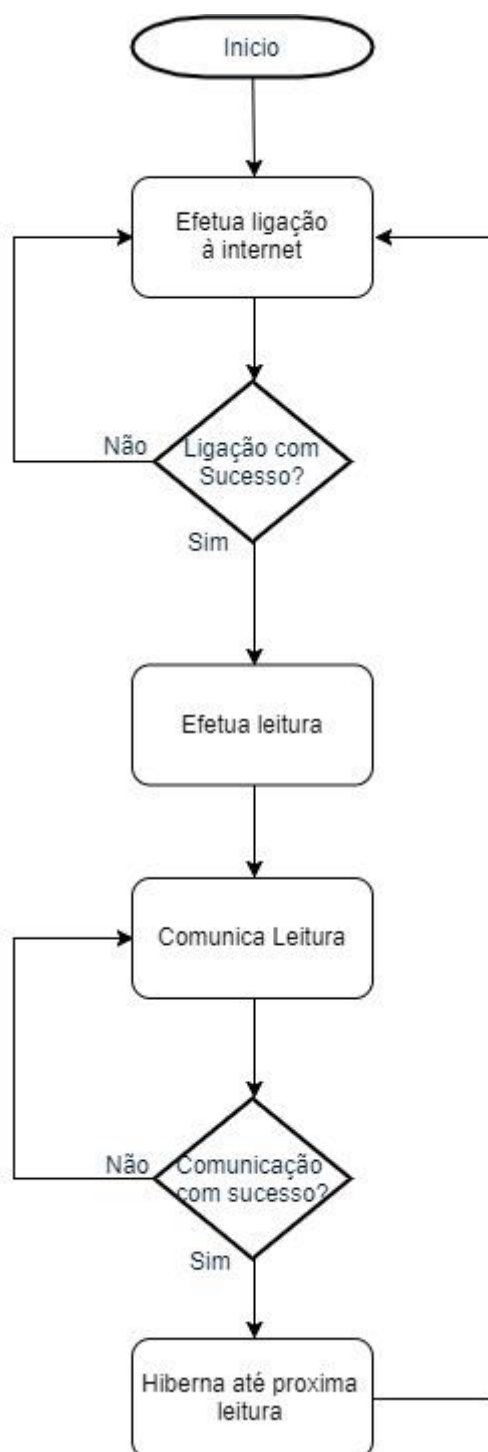 Inicio
Efetua ligação
à internet
Não
Ligação com
Sucesso?
Sim
Efetua leitura
Comunica Leitura
Não
Comunicação
com sucesso?
Sim
Hiberna até proxima
leitura